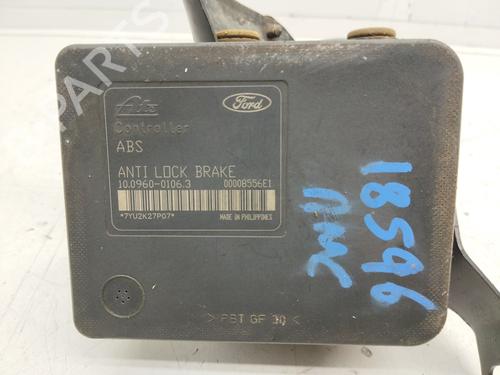 Ate
Ford
Controller
ABS
ANTI LOCK BRAKE
10.0960-0106.3 00008556E1
*7YU2K27P07* MADE IN PHILIPPINES
> PBT GF 30 <
18596